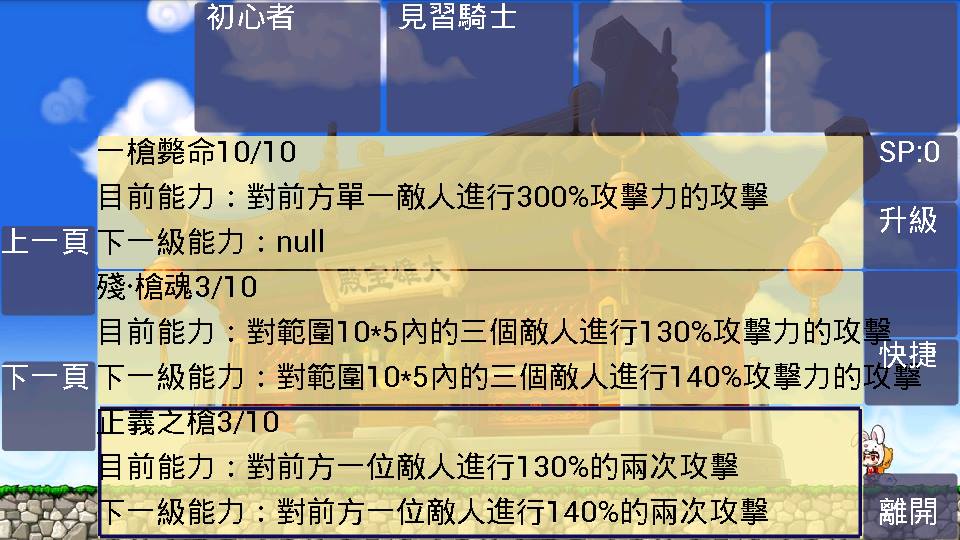 初心者
見習騎士
一槍斃命10/10
SP:0
目前能力：對前方單一敵人進行300%攻擊力的攻擊
升級
上一頁
下一級能力：null
大雄宝殿
殘·槍魂3/10
目前能力：對範圍10*5內的三個敵人進行130%攻擊力的攻擊
快捷
下一頁
下一級能力：對範圍10*5內的三個敵人進行140%攻擊力的攻擊
正義之槍3/10
目前能力：對前方一位敵人進行130%的兩次攻擊
下一級能力：對前方一位敵人進行140%的兩次攻擊
離開